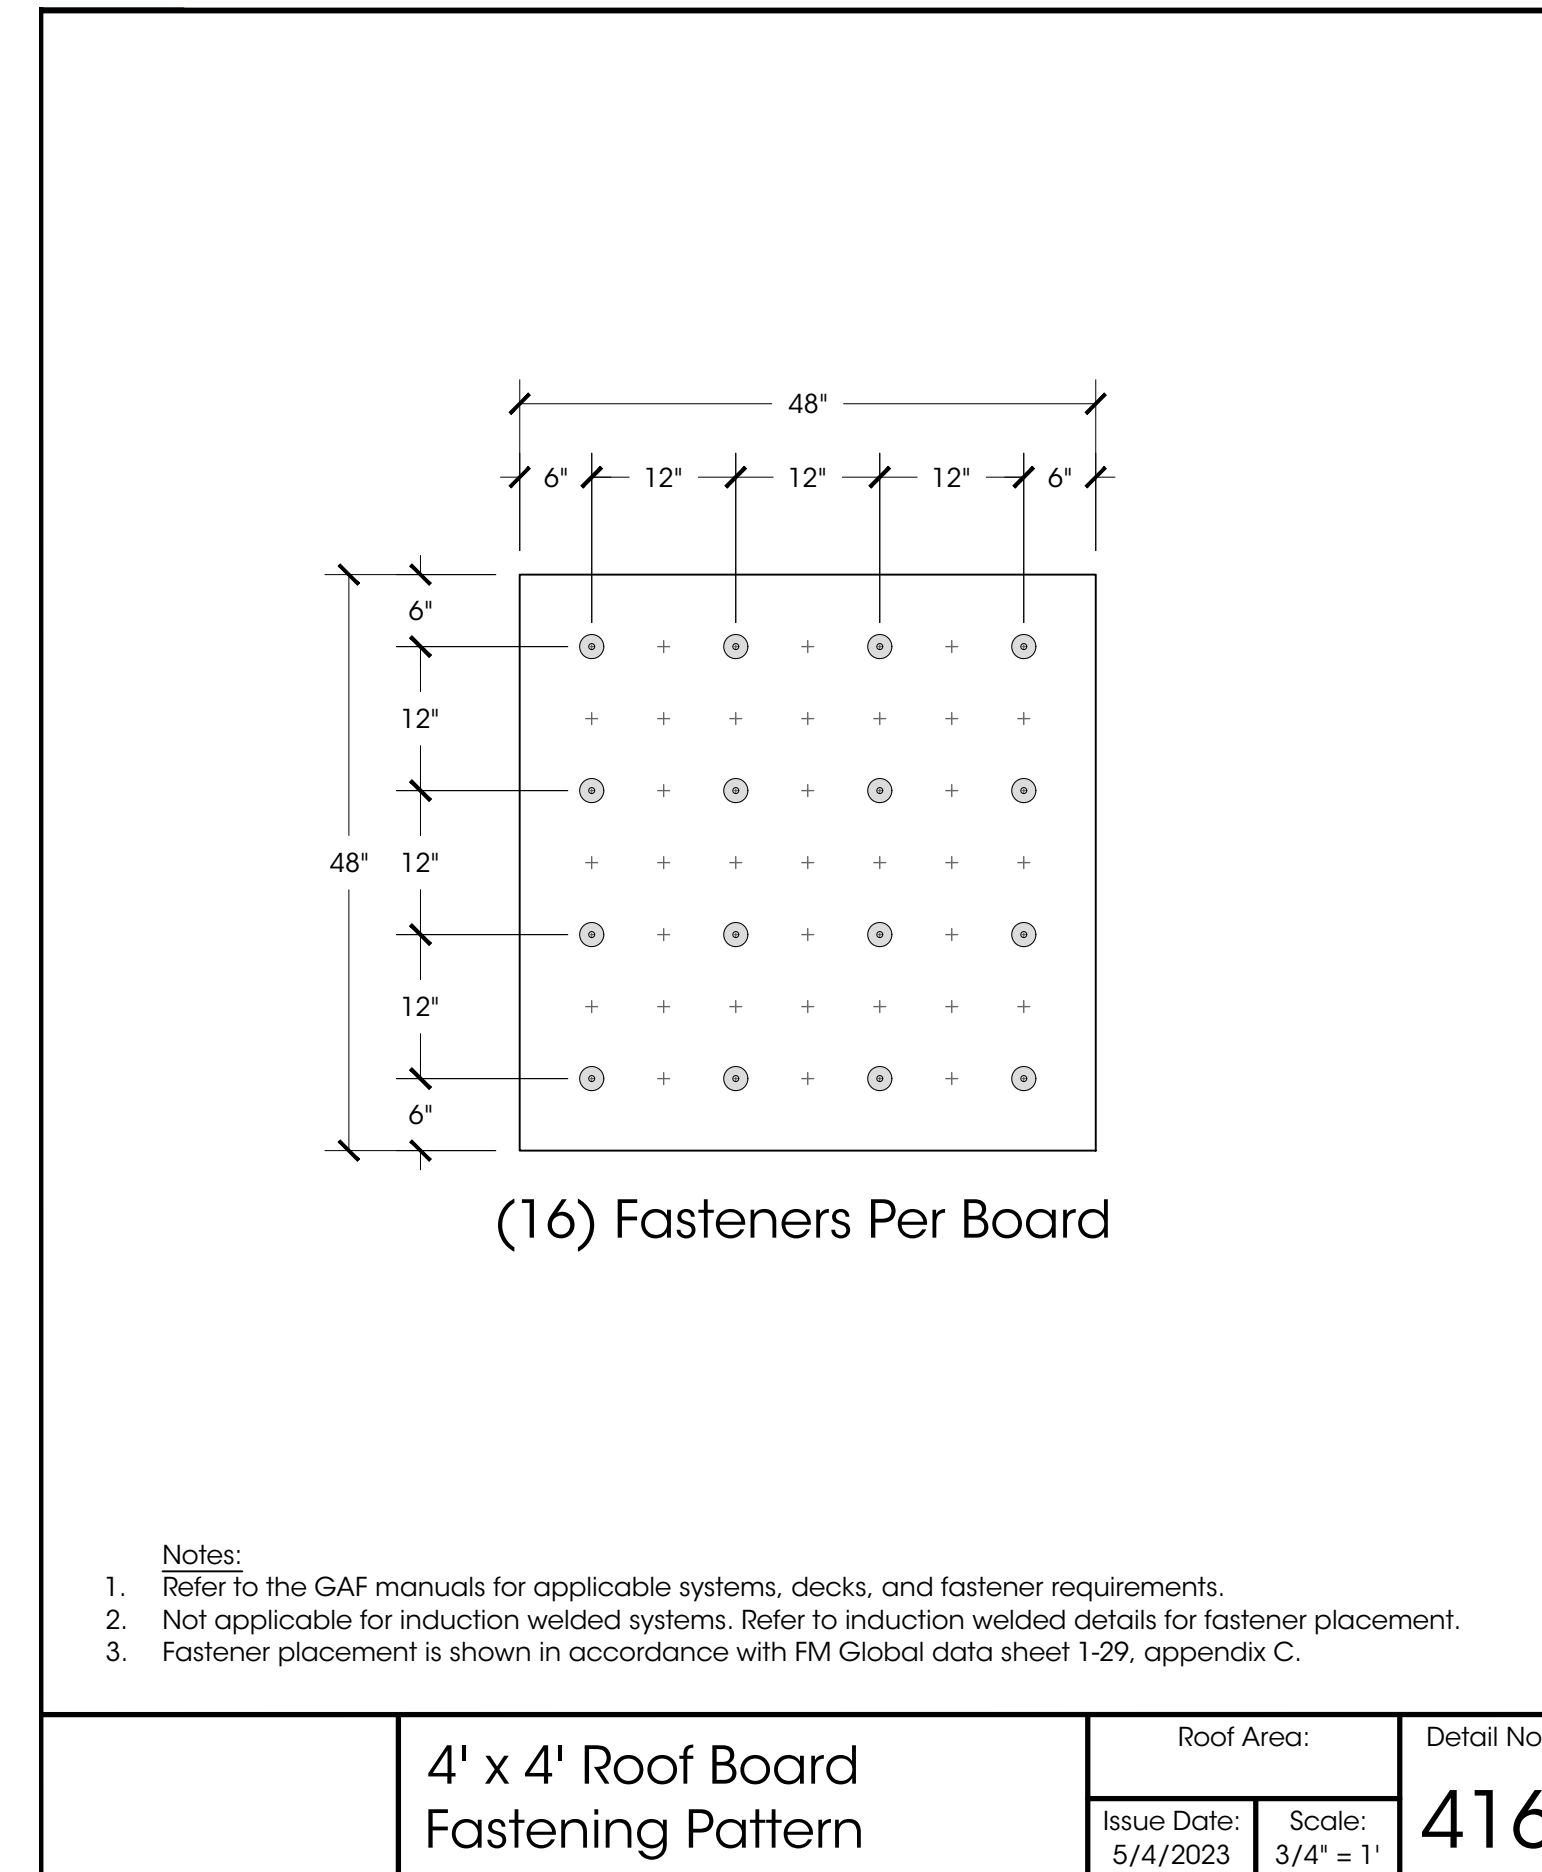 48"
6" 12" 12" 12" 6"
6"
12"
48" 12"
12"
6"
(16) Fasteners Per Board
Notes:
1. Refer to the GAF manuals for applicable systems, decks, and fastener requirements.
2. Not applicable for induction welded systems. Refer to induction welded details for fastener placement.
3. Fastener placement is shown in accordance with FM Global data sheet 1-29, appendix C.
4' x 4' Roof Board
Fastening Pattern
Roof Area:
Issue Date:
5/4/2023
Scale:
3/4" = 1'
Detail No
416